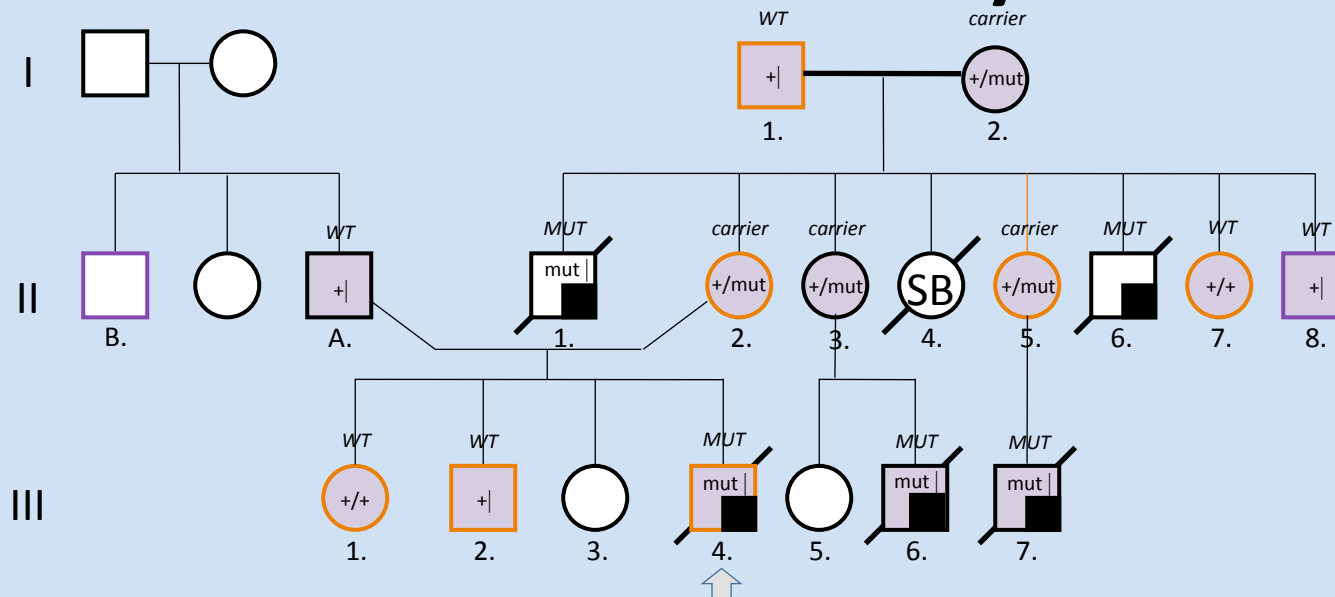 WT carrier
I
+| +/mut
1. 2.
WT MUT carrier carrier carrier MUT WT WT
II
+| mut | +/mut +/mut SB +/mut +/+ +|
B. A. 1. 2. 3. 4. 5. 6. 7. 8.
WT WT MUT MUT MUT
III
+/+ +| mut | mut | mut |
1. 2. 3. 4. 5. 6. 7.